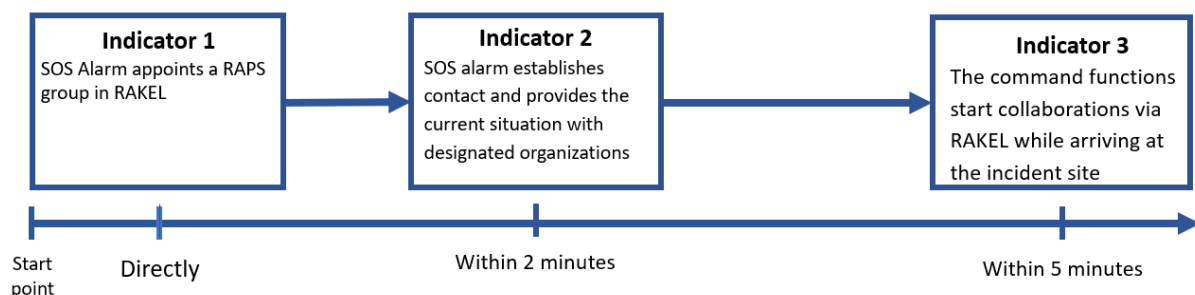 Indicator 1
SOS Alarm appoints a RAPS
group in RAKEL
Indicator 2
SOS alarm establishes
contact and provides the
current situation with
designated organizations
Indicator 3
The command functions
start collaborations via
RAKEL while arriving at
the incident site
Start
point
Directly
Within 2 minutes
Within 5 minutes